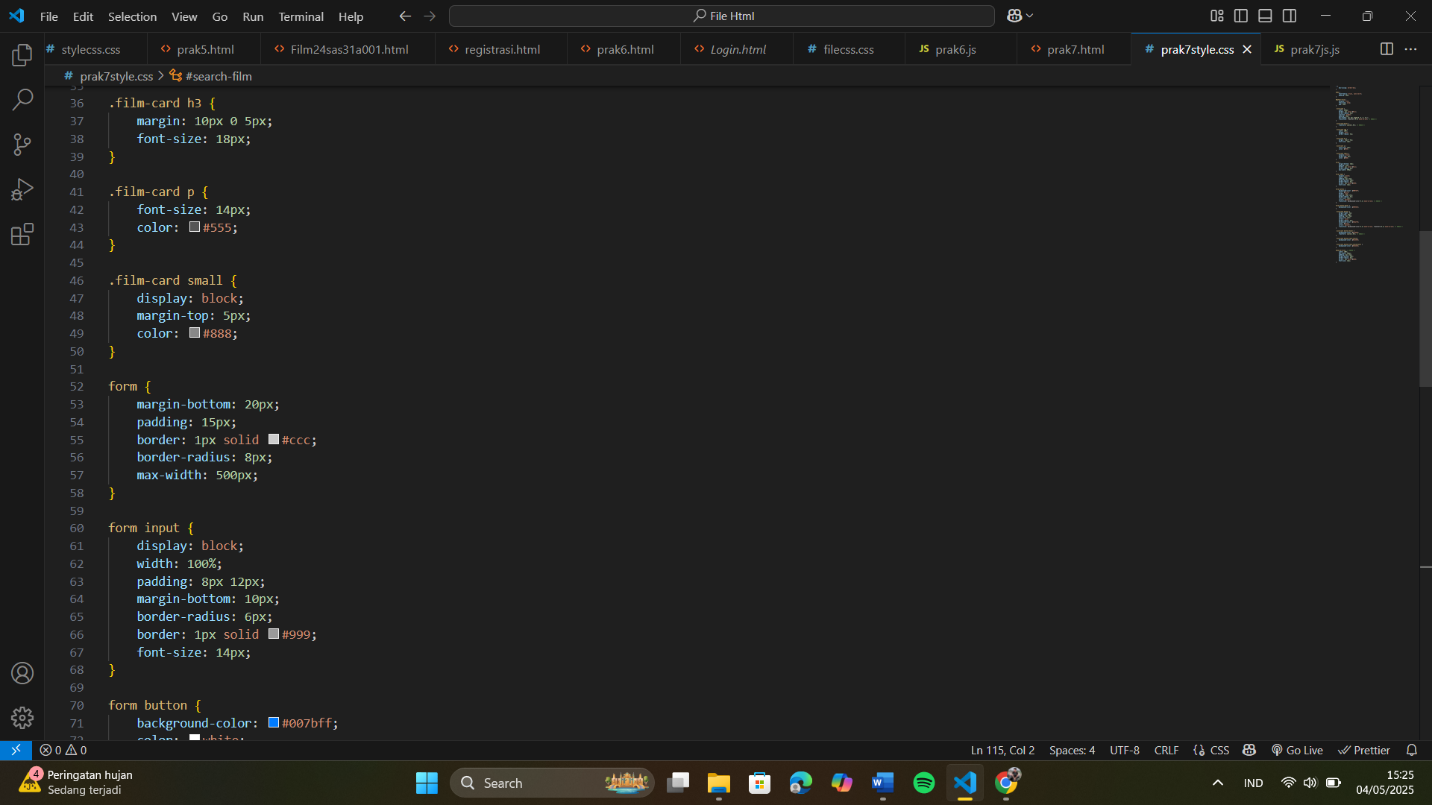 File Edit Selection View Go Run Terminal Help File Html
stylecss.css prak5.html Film24sas31a001.html registrasi.html prak6.html Login.html filecss.css prak6.js prak7.html prak7style.css prak7js.js
# prak7style.css > #search-film
36 .film-card h3 {
37 margin: 10px 0 5px;
38 font-size: 18px;
39 }
40
41 .film-card p {
42 font-size: 14px;
43 color: #555;
44 }
45
46 .film-card small {
47 display: block;
48 margin-top: 5px;
49 color: #888;
50 }
51
52 form {
53 margin-bottom: 20px;
54 padding: 15px;
55 border: 1px solid #ccc;
56 border-radius: 8px;
57 max-width: 500px;
58 }
59
60 form input {
61 display: block;
62 width: 100%;
63 padding: 8px 12px;
64 margin-bottom: 10px;
65 border-radius: 6px;
66 border: 1px solid #999;
67 font-size: 14px;
68 }
69
70 form button {
71 background-color: #007bff;
72 color: white;
0 0 Ln 115, Col 2 Spaces: 4 UTF-8 CRLF {} CSS Go Live Prettier
4 Peringatan hujan
Sedang terjadi
Search
IND
15:25
04/05/2025